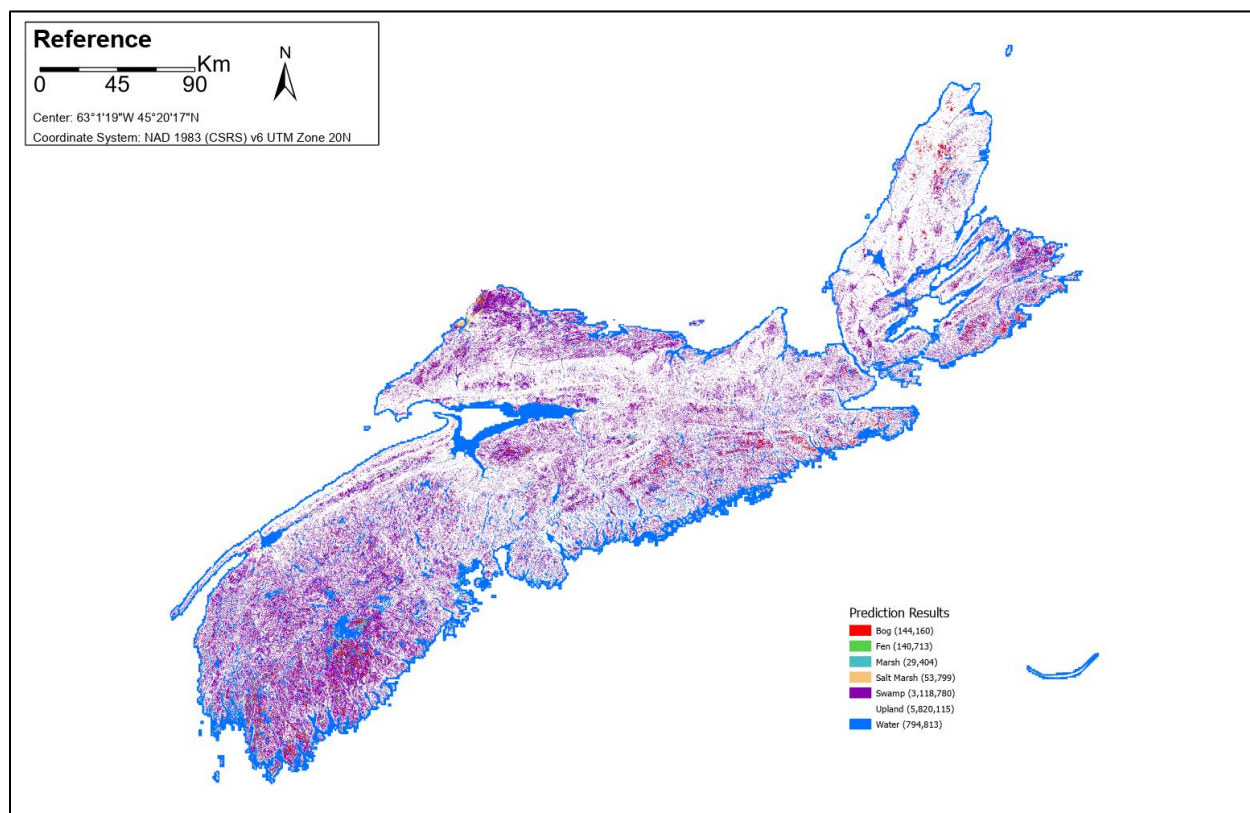 Reference
Km
0 45 90
N
Center: 63°1'19"W 45°20'17"N
Coordinate System: NAD 1983 (CSRS) v6 UTM Zone 20N
Prediction Results
Bog (144,160)
Fen (140,713)
Marsh (29,404)
Salt Marsh (53,799)
Swamp (3,118,780)
Upland (5,820,115)
Water (794,813)